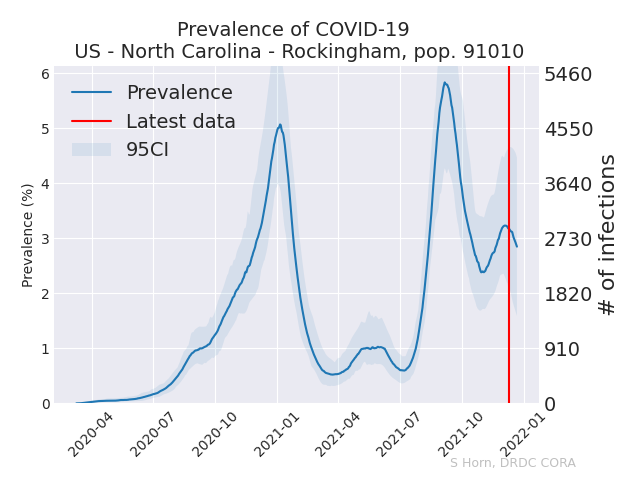 Prevalence of COVID-19
US - North Carolina - Rockingham, pop. 91010
Prevalence
Latest data
95CI
Prevalence (%)
6
5
4
3
2
1
0
5460
4550
3640
2730
1820
910
0
# of infections
2020-04
2020-07
2020-10
2021-01
2021-04
2021-07
2021-10
2022-01
S Horn, DRDC CORA